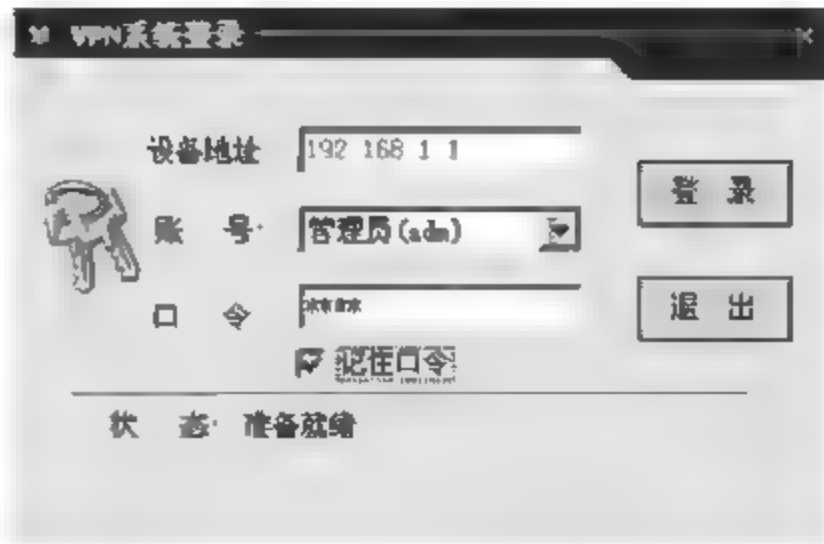 VPN系统登录
设备地址 192 168 1 1
登 录
账 号: 管理员(adm)
口 令 ****
退 出
记住口令
状 态: 准备就绪